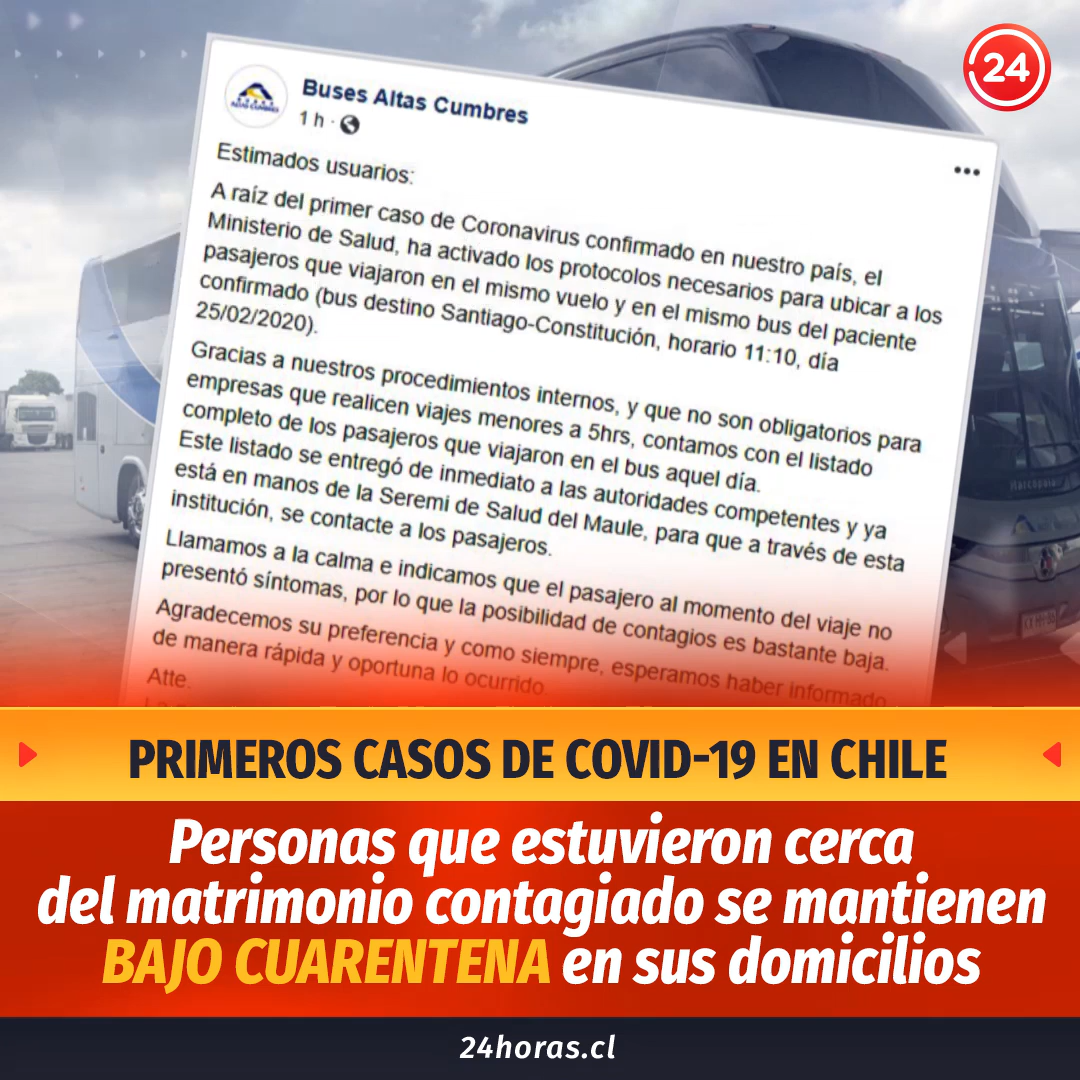 24
Buses Altas Cumbres
1 h ·
Estimados usuarios:
A raíz del primer caso de Coronavirus confirmado en nuestro país, el
Ministerio de Salud, ha activado los protocolos necesarios para ubicar a los
pasajeros que viajaron en el mismo vuelo y en el mismo bus del paciente
confirmado (bus destino Santiago-Constitución, horario 11:10, día
25/02/2020).
Gracias a nuestros procedimientos internos, y que no son obligatorios para
empresas que realicen viajes menores a 5hrs, contamos con el listado
completo de los pasajeros que viajaron en el bus aquel día.
Este listado se entregó de inmediato a las autoridades competentes y ya
está en manos de la Seremi de Salud del Maule, para que a través de esta
institución, se contacte a los pasajeros.
Llamamos a la calma e indicamos que el pasajero al momento del viaje no
presentó síntomas, por lo que la posibilidad de contagios es bastante baja.
Agradecemos su preferencia y como siempre, esperamos haber informado
de manera rápida y oportuna lo ocurrido
Atte.
PRIMEROS CASOS DE COVID-19 EN CHILE
Personas que estuvieron cerca
del matrimonio contagiado se mantienen
BAJO CUARENTENA en sus domicilios
24horas.cl